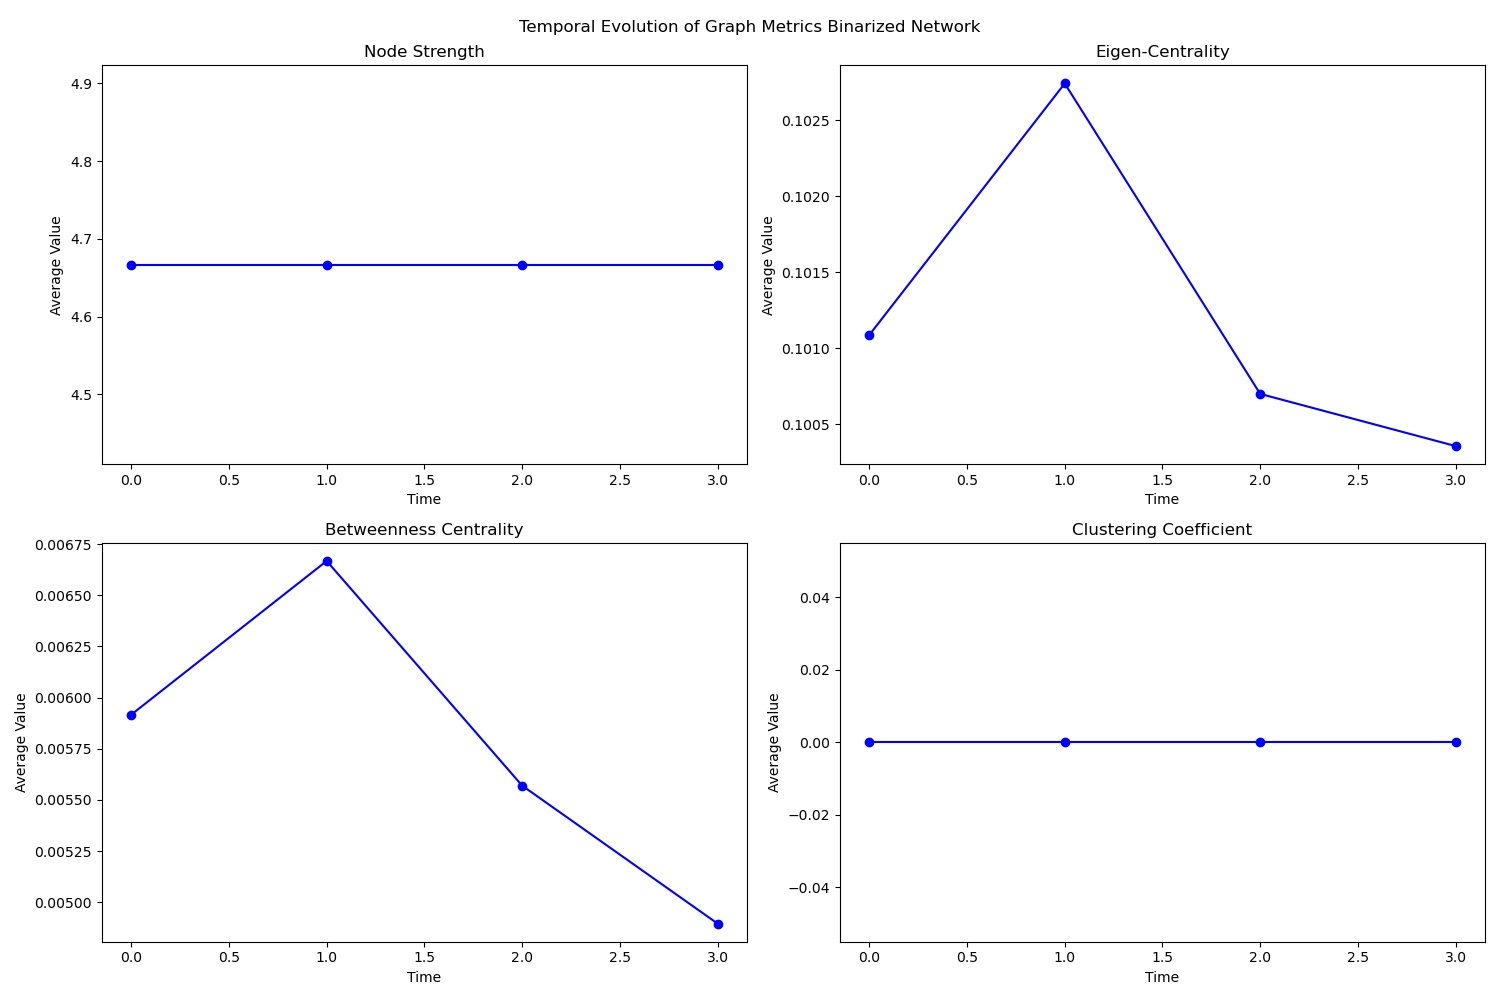 Temporal Evolution of Graph Metrics Binarized Network
Node Strength
4.9
4.8
4.7
4.6
4.5
Average Value
0.0 0.5 1.0 1.5 2.0 2.5 3.0
Time
Eigen-Centrality
0.1025
0.1020
0.1015
0.1010
0.1005
Average Value
0.0 0.5 1.0 1.5 2.0 2.5 3.0
Time
Betweenness Centrality
0.00675
0.00650
0.00625
0.00600
0.00575
0.00550
0.00525
0.00500
Average Value
0.0 0.5 1.0 1.5 2.0 2.5 3.0
Time
Clustering Coefficient
0.04
0.02
0.00
−0.02
−0.04
Average Value
0.0 0.5 1.0 1.5 2.0 2.5 3.0
Time